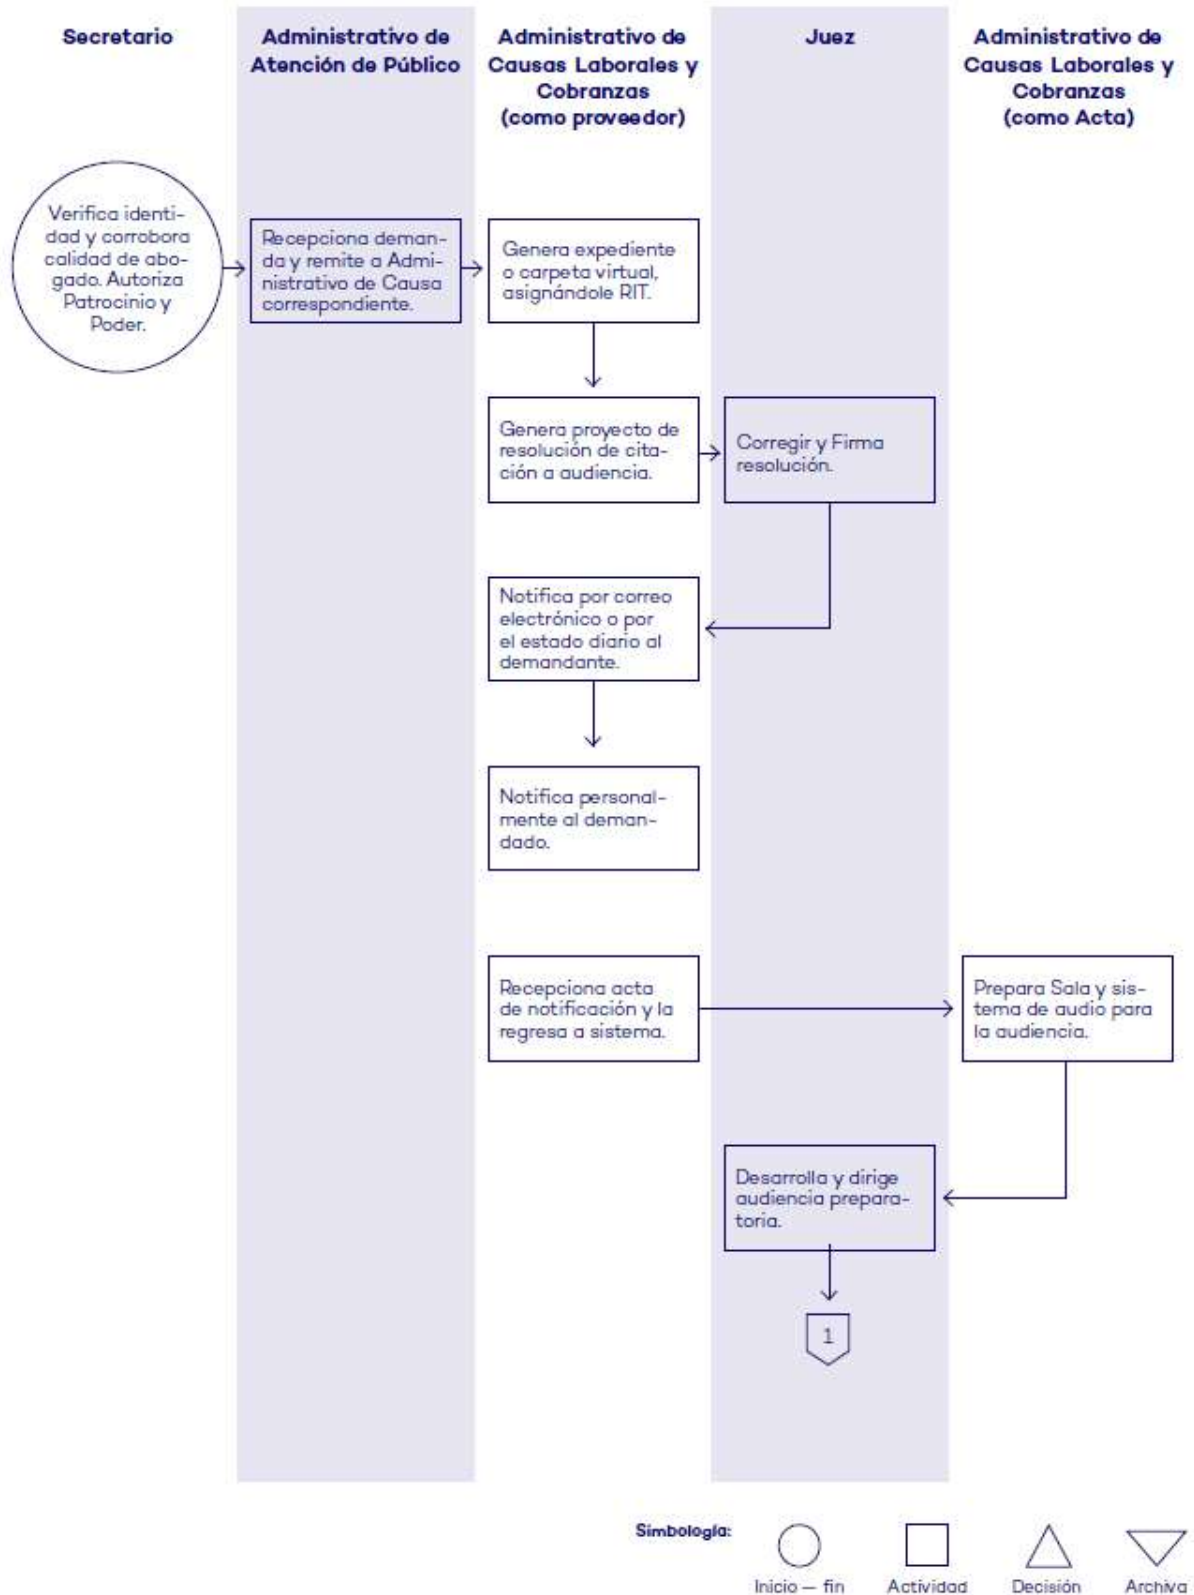 Secretario
Administrativo de
Atención de Público
Administrativo de
Causas Laborales y
Cobranzas
(como proveedor)
Juez
Administrativo de
Causas Laborales y
Cobranzas
(como Acta)
Verifica identi-
dad y corrobora
calidad de abo-
gado. Autoriza
Patrocinio y
Poder.
Recepciona deman-
da y remite a Admi-
nistrativo de Causa
correspondiente.
Genera expediente
o carpeta virtual,
asignándole RIT.
Genera proyecto de
resolución de cita-
ción a audiencia.
Corregir y Firma
resolución.
Notifica por correo
electrónico o por
el estado diario al
demandante.
Notifica personal-
mente al deman-
dado.
Recepciona acta
de notificación y la
regresa a sistema.
Prepara Sala y sis-
tema de audio para
la audiencia.
Desarrolla y dirige
audiencia prepara-
toria.
1
Simbología:
Inicio — fin
Actividad
Decisión
Archiva